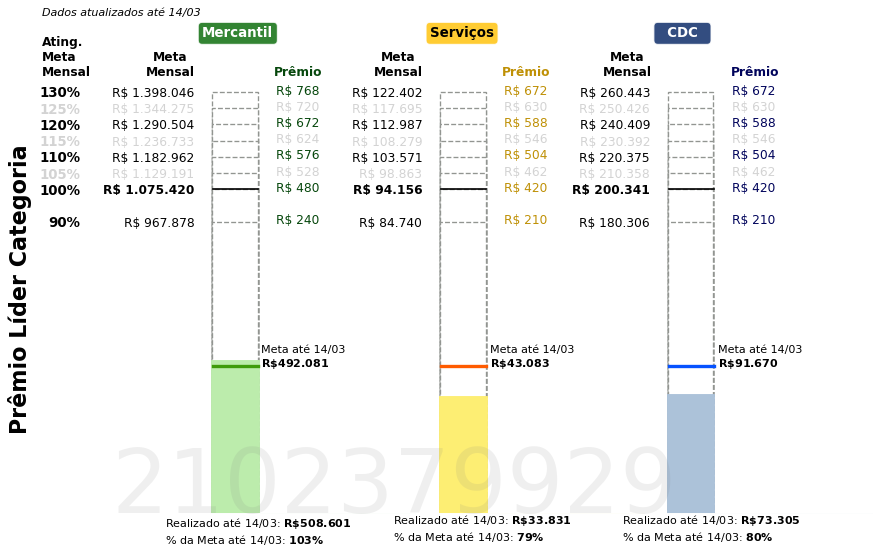 Dados atualizados até 14/03
Mercantil Serviços CDC
Ating.
Meta Meta Meta Meta
Mensal Mensal Prêmio Mensal Prêmio Mensal Prêmio
130% R$ 1.398.046 R$ 768 R$ 122.402 R$ 672 R$ 260.443 R$ 672
125% R$ 1.344.275 R$ 720 R$ 117.695 R$ 630 R$ 250.426 R$ 630
120% R$ 1.290.504 R$ 672 R$ 112.987 R$ 588 R$ 240.409 R$ 588
115% R$ 1.236.733 R$ 624 R$ 108.279 R$ 546 R$ 230.392 R$ 546
110% R$ 1.182.962 R$ 576 R$ 103.571 R$ 504 R$ 220.375 R$ 504
105% R$ 1.129.191 R$ 528 R$ 98.863 R$ 462 R$ 210.358 R$ 462
100% R$ 1.075.420 R$ 480 R$ 94.156 R$ 420 R$ 200.341 R$ 420
90% R$ 967.878 R$ 240 R$ 84.740 R$ 210 R$ 180.306 R$ 210
Prêmio Líder Categoria
Meta até 14/03 Meta até 14/03 Meta até 14/03
R$492.081 R$43.083 R$91.670
2102379929
Realizado até 14/03: R$508.601 Realizado até 14/03: R$33.831 Realizado até 14/03: R$73.305
% da Meta até 14/03: 103% % da Meta até 14/03: 79% % da Meta até 14/03: 80%